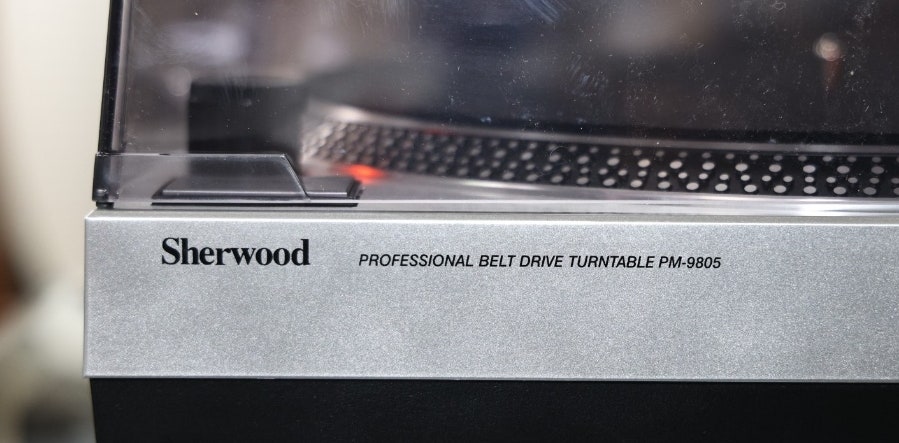 Sherwood PROFESSIONAL BELT DRIVE TURNTABLE PM-9805